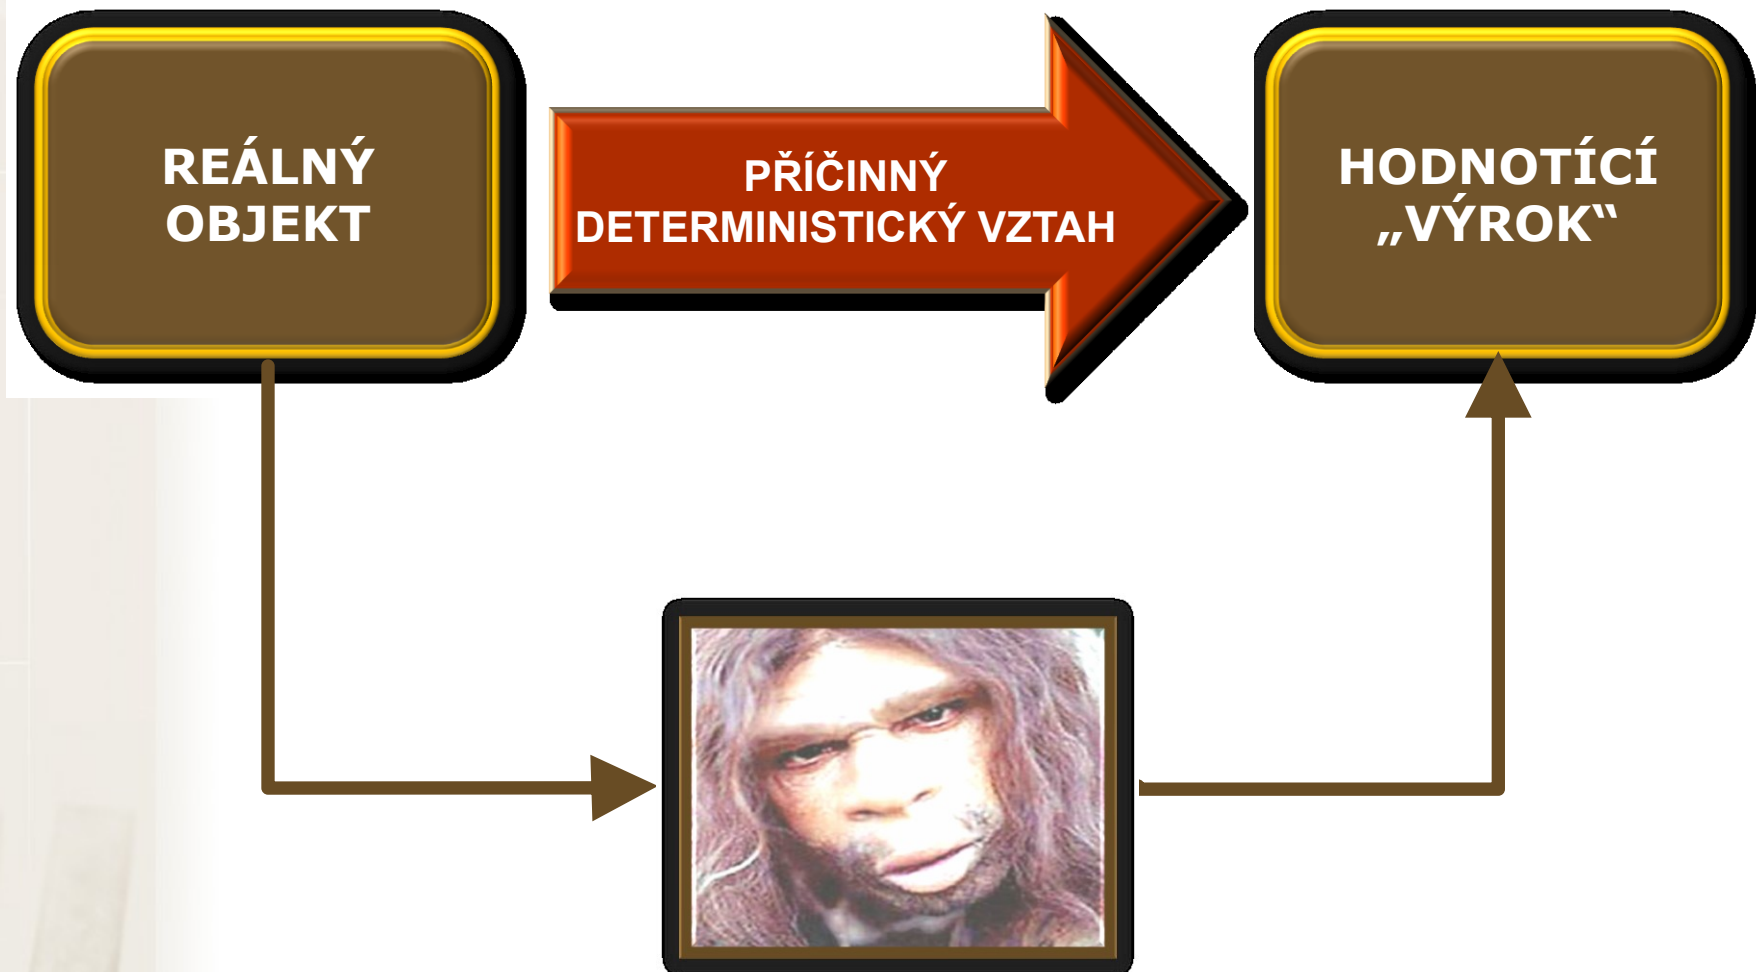 REÁLNÝ
OBJEKT
PŘÍČINNÝ
DETERMINISTICKÝ VZTAH
HODNOTÍCÍ
„VÝROK“